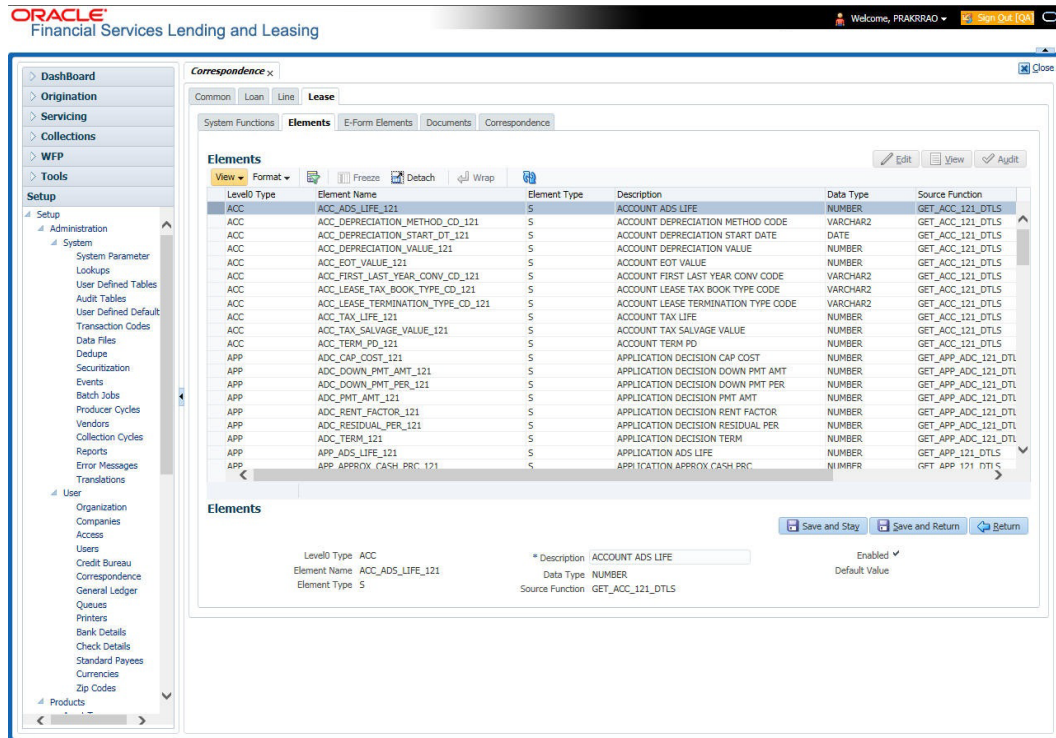 ORACLE
Financial Services Lending and Leasing
Welcome, PRAKRRAO
Sign Out [QA]
Close
DashBoard
Origination
Servicing
Collections
WFP
Tools
Setup
Setup
Administration
System
System Parameter
Lookups
User Defined Tables
Audit Tables
User Defined Default
Transaction Codes
Data Files
Dedupe
Securitization
Events
Batch Jobs
Producer Cycles
Vendors
Collection Cycles
Reports
Error Messages
Translations
User
Organization
Companies
Access
Users
Credit Bureau
Correspondence
General Ledger
Queues
Printers
Bank Details
Check Details
Standard Payees
Currencies
Zip Codes
Products
Correspondence x
Common Loan Line Lease
System Functions Elements E-Form Elements Documents Correspondence
Elements
Edit View Audit
View Format Freeze Detach Wrap
Level0 Type Element Name Element Type Description Data Type Source Function
ACC ACC_ADS_LIFE_121 S ACCOUNT ADS LIFE NUMBER GET_ACC_121_DTLS
ACC ACC_DEPRECIATION_METHOD_CD_121 S ACCOUNT DEPRECIATION METHOD CODE VARCHAR2 GET_ACC_121_DTLS
ACC ACC_DEPRECIATION_START_DT_121 S ACCOUNT DEPRECIATION START DATE DATE GET_ACC_121_DTLS
ACC ACC_DEPRECIATION_VALUE_121 S ACCOUNT DEPRECIATION VALUE NUMBER GET_ACC_121_DTLS
ACC ACC_EOT_VALUE_121 S ACCOUNT EOT VALUE NUMBER GET_ACC_121_DTLS
ACC ACC_FIRST_LAST_YEAR_CONV_CD_121 S ACCOUNT FIRST LAST YEAR CONV CODE VARCHAR2 GET_ACC_121_DTLS
ACC ACC_LEASE_TAX_BOOK_TYPE_CD_121 S ACCOUNT LEASE TAX BOOK TYPE CODE VARCHAR2 GET_ACC_121_DTLS
ACC ACC_LEASE_TERMINATION_TYPE_CD_121 S ACCOUNT LEASE TERMINATION TYPE CODE VARCHAR2 GET_ACC_121_DTLS
ACC ACC_TAX_LIFE_121 S ACCOUNT TAX LIFE NUMBER GET_ACC_121_DTLS
ACC ACC_TAX_SALVAGE_VALUE_121 S ACCOUNT TAX SALVAGE VALUE NUMBER GET_ACC_121_DTLS
ACC ACC_TERM_PD_121 S ACCOUNT TERM PD NUMBER GET_ACC_121_DTLS
APP ADC_CAP_COST_121 S APPLICATION DECISION CAP COST NUMBER GET_APP_ADC_121_DTL
APP ADC_DOWN_PMT_AMT_121 S APPLICATION DECISION DOWN PMT AMT NUMBER GET_APP_ADC_121_DTL
APP ADC_DOWN_PMT_PER_121 S APPLICATION DECISION DOWN PMT PER NUMBER GET_APP_ADC_121_DTL
APP ADC_PMT_AMT_121 S APPLICATION DECISION PMT AMT NUMBER GET_APP_ADC_121_DTL
APP ADC_RENT_FACTOR_121 S APPLICATION DECISION RENT FACTOR NUMBER GET_APP_ADC_121_DTL
APP ADC_RESIDUAL_PER_121 S APPLICATION DECISION RESIDUAL PER NUMBER GET_APP_ADC_121_DTL
APP ADC_TERM_121 S APPLICATION DECISION TERM NUMBER GET_APP_ADC_121_DTL
APP APP_ADS_LIFE_121 S APPLICATION ADS LIFE NUMBER GET_APP_121_DTLS
APP APP_APPROX_CASH_PRC_121 S APPLICATION APPROX CASH PRC NUMBER GET_APP_121_DTLS
Elements
Save and Stay Save and Return Return
Level0 Type ACC
Element Name ACC_ADS_LIFE_121
Element Type S
* Description ACCOUNT ADS LIFE
Data Type NUMBER
Source Function GET_ACC_121_DTLS
Enabled
Default Value